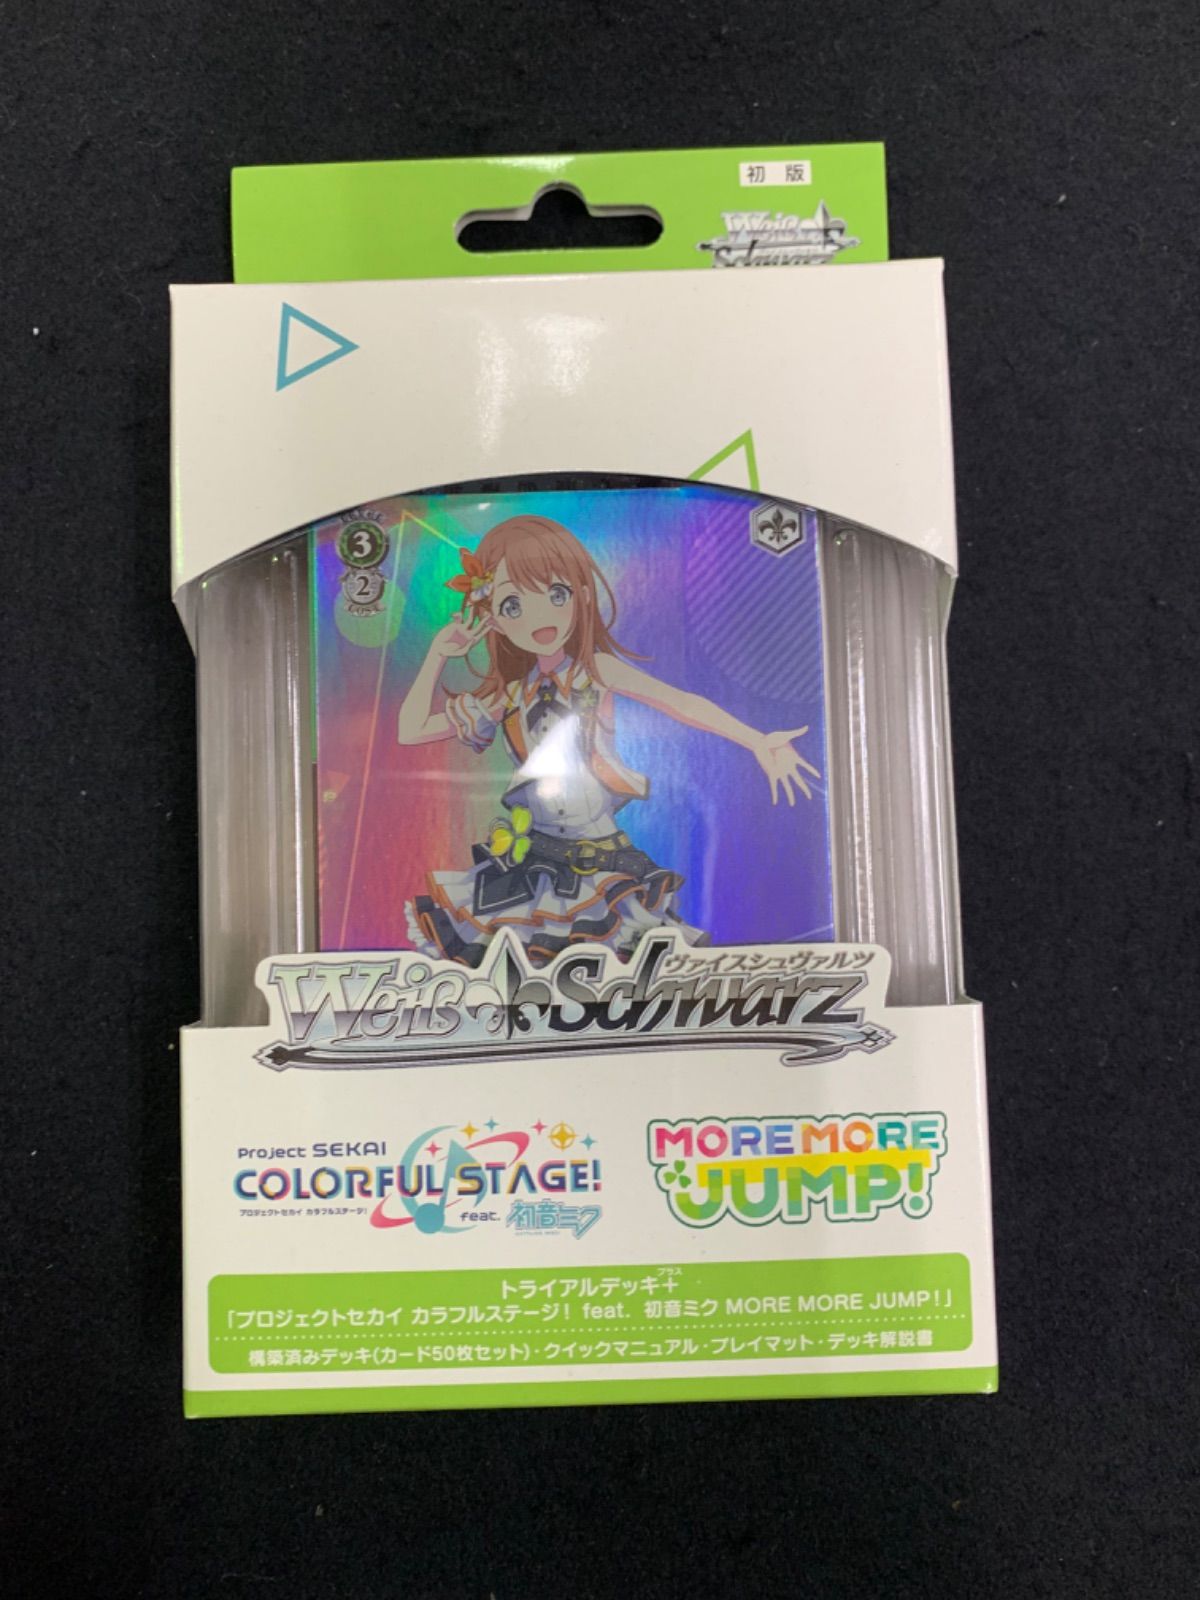 初 版
Weiß Schwarz
LEVEL
3
2
COST
ヴァイスシュヴァルツ
Weiß Schwarz
Project SEKAI
COLORFUL STAGE!
プロジェクトセカイ カラフルステージ!
feat. 初音ミク
HATSUNE MIKU
MORE MORE
JUMP!
プラス
トライアルデッキ+
「プロジェクトセカイ カラフルステージ! feat. 初音ミク MORE MORE JUMP!」
構築済みデッキ(カード50枚セット)・クイックマニュアル・プレイマット・デッキ解説書